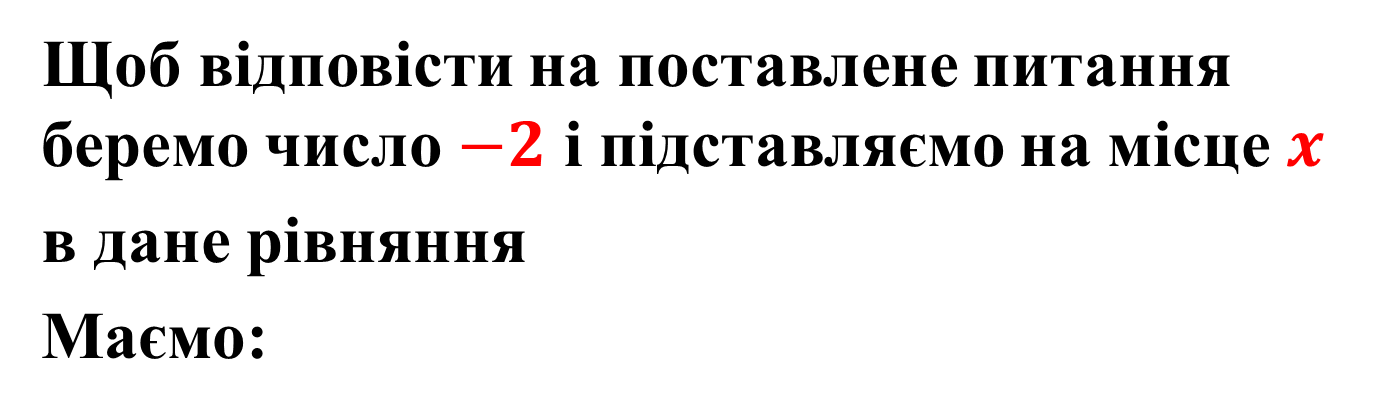 Щоб відповісти на поставлене питання
беремо число −2 і підставляємо на місце x
в дане рівняння
Маємо: